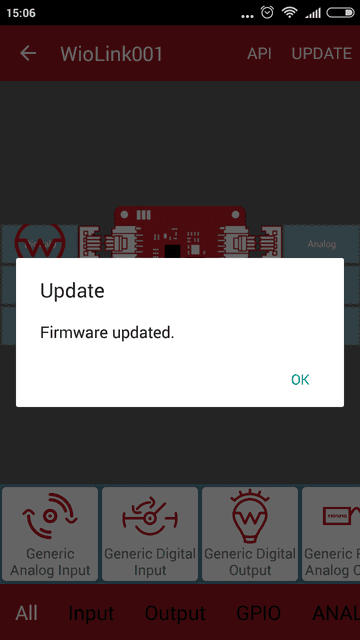 15:06
WioLink001
API
UPDATE
Analog
Update
Firmware updated.
OK
Generic
Analog Input
Generic Digital
Input
Generic Digital
Output
Generic
Analog
All
Input
Output
GPIO